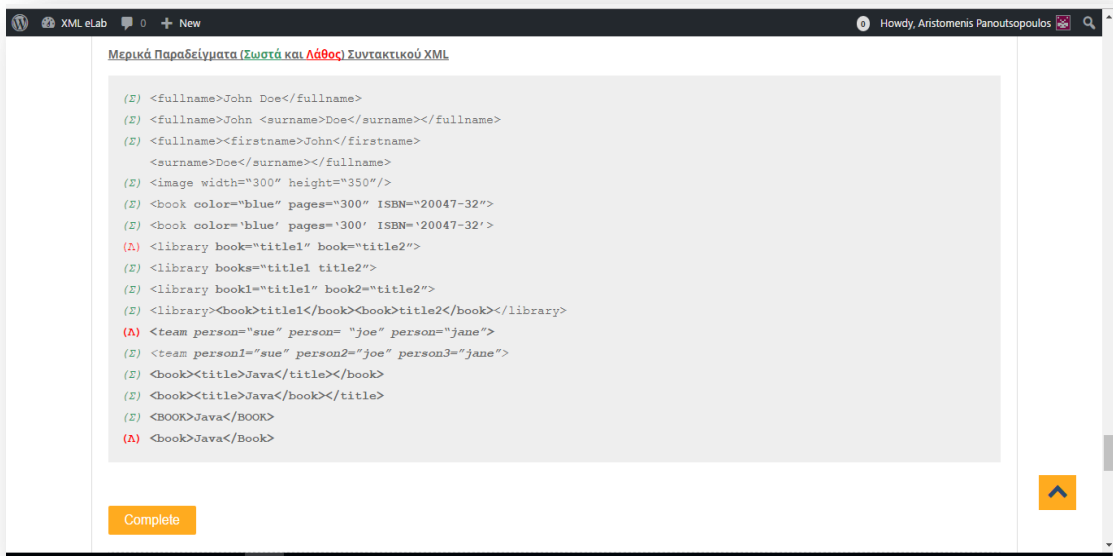 XML eLab 0 + New 0 Howdy, Aristomenis Panoutsopoulos
Μερικά Παραδείγματα (Σωστά και Λάθος) Συντακτικού XML
(Σ) <fullname>John Doe</fullname>
(Σ) <fullname>John <surname>Doe</surname></fullname>
(Σ) <fullname><firstname>John</firstname>
<surname>Doe</surname></fullname>
(Σ) <image width=“300” height=“350”/>
(Σ) <book color=“blue” pages=“300” ISBN=“20047-32”>
(Σ) <book color=‘blue’ pages=‘300’ ISBN=‘20047-32’>
(Λ) <library book=“title1” book=“title2”>
(Σ) <library books=“title1 title2”>
(Σ) <library book1=“title1” book2=“title2”>
(Σ) <library><book>title1</book><book>title2</book></library>
(Λ) <team person=“sue” person= “joe” person=“jane”>
(Σ) <team person1=”sue” person2=”joe” person3=”jane”>
(Σ) <book><title>Java</title></book>
(Σ) <book><title>Java</book></title>
(Σ) <BOOK>Java</BOOK>
(Λ) <book>Java</Book>
Complete